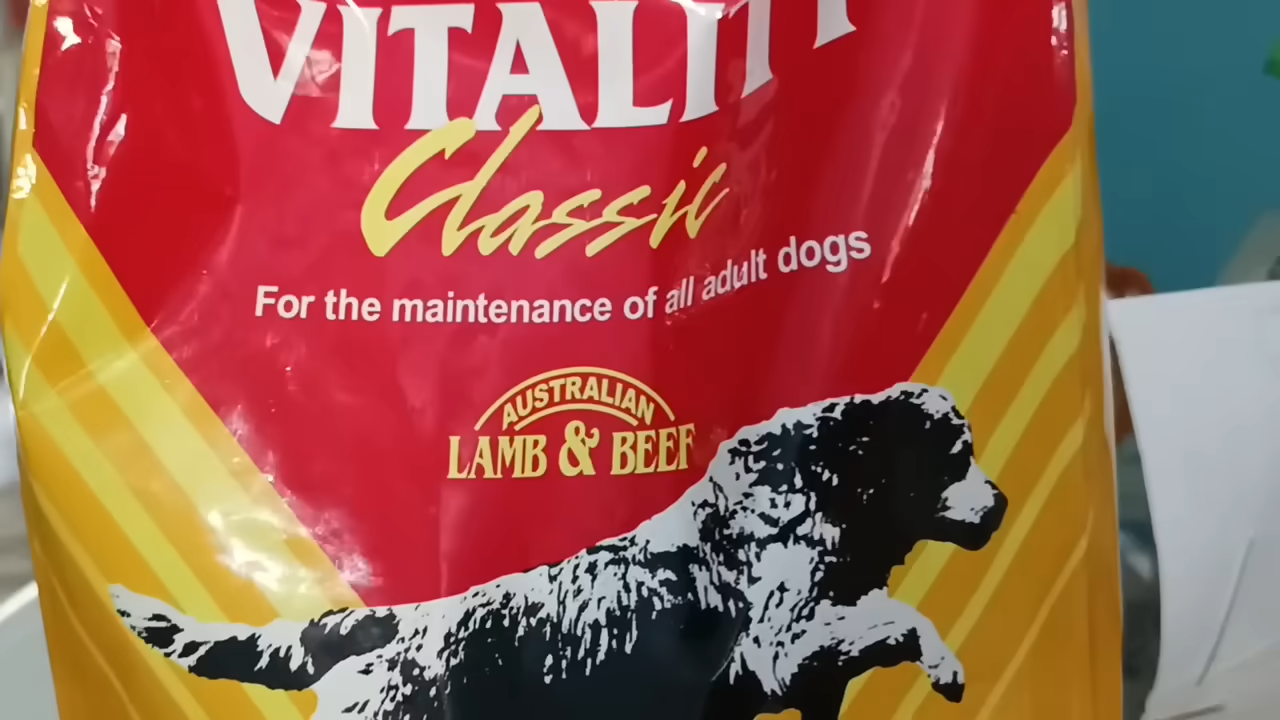 VITALITY
Classic
For the maintenance of all adult dogs
AUSTRALIAN
LAMB & BEEF